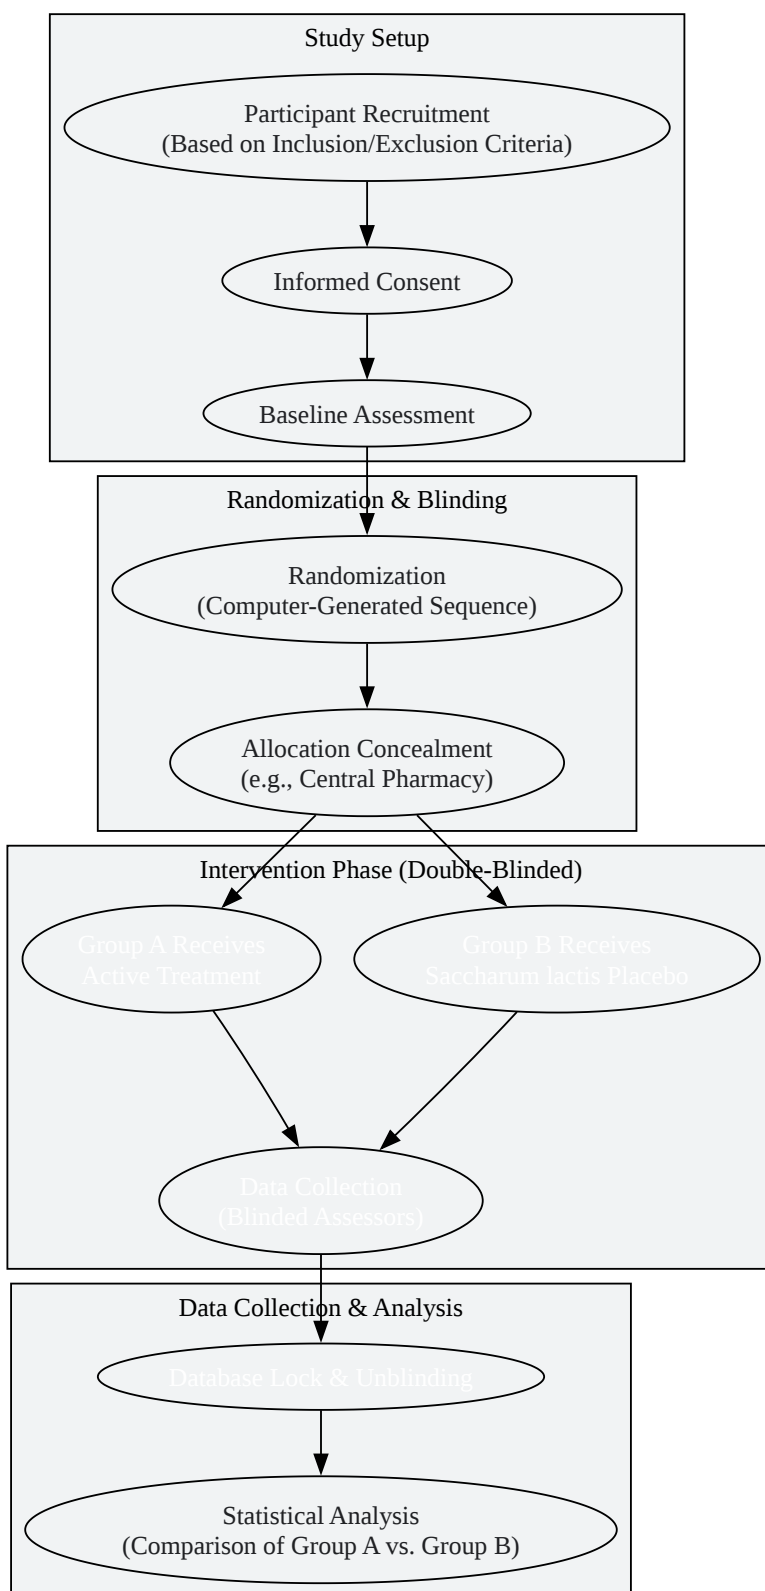 Study Setup
Participant Recruitment
(Based on Inclusion/Exclusion Criteria)
Informed Consent
Baseline Assessment
Randomization & Blinding
Randomization
(Computer-Generated Sequence)
Allocation Concealment
(e.g., Central Pharmacy)
Intervention Phase (Double-Blinded)
Group A Receives
Active Treatment
Group B Receives
Saccharum lactis Placebo
Data Collection
(Blinded Assessors)
Data Collection & Analysis
Database Lock & Unblinding
Statistical Analysis
(Comparison of Group A vs. Group B)